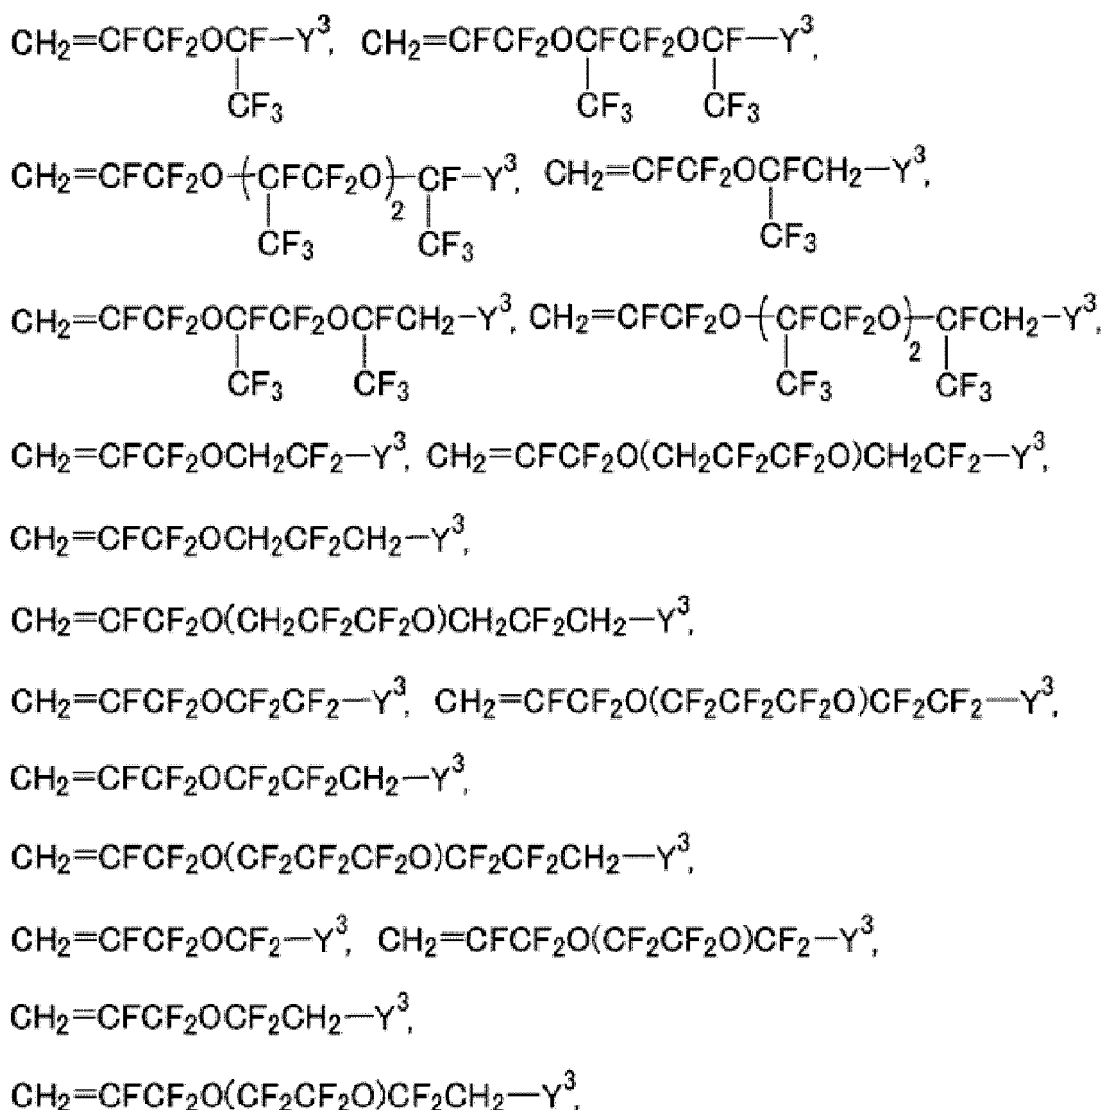 CH₂=CFCF₂OCF—Y³, CH₂=CFCF₂OCFCF₂OCF—Y³,
CF₃ CF₃ CF₃
CH₂=CFCF₂O—(CFCF₂O)₂—CF—Y³, CH₂=CFCF₂OCFCH₂—Y³,
CF₃ CF₃ CF₃
CH₂=CFCF₂OCFCF₂OCFCH₂—Y³, CH₂=CFCF₂O—(CFCF₂O)₂—CFCH₂—Y³,
CF₃ CF₃ CF₃ CF₃
CH₂=CFCF₂OCH₂CF₂—Y³, CH₂=CFCF₂O(CH₂CF₂CF₂O)CH₂CF₂—Y³,
CH₂=CFCF₂OCH₂CF₂CH₂—Y³,
CH₂=CFCF₂O(CH₂CF₂CF₂O)CH₂CF₂CH₂—Y³,
CH₂=CFCF₂OCF₂CF₂—Y³, CH₂=CFCF₂O(CF₂CF₂CF₂O)CF₂CF₂—Y³,
CH₂=CFCF₂OCF₂CF₂CH₂—Y³,
CH₂=CFCF₂O(CF₂CF₂CF₂O)CF₂CF₂CH₂—Y³,
CH₂=CFCF₂OCF₂—Y³, CH₂=CFCF₂O(CF₂CF₂O)CF₂—Y³,
CH₂=CFCF₂OCF₂CH₂—Y³,
CH₂=CFCF₂O(CF₂CF₂O)CF₂CH₂—Y³,